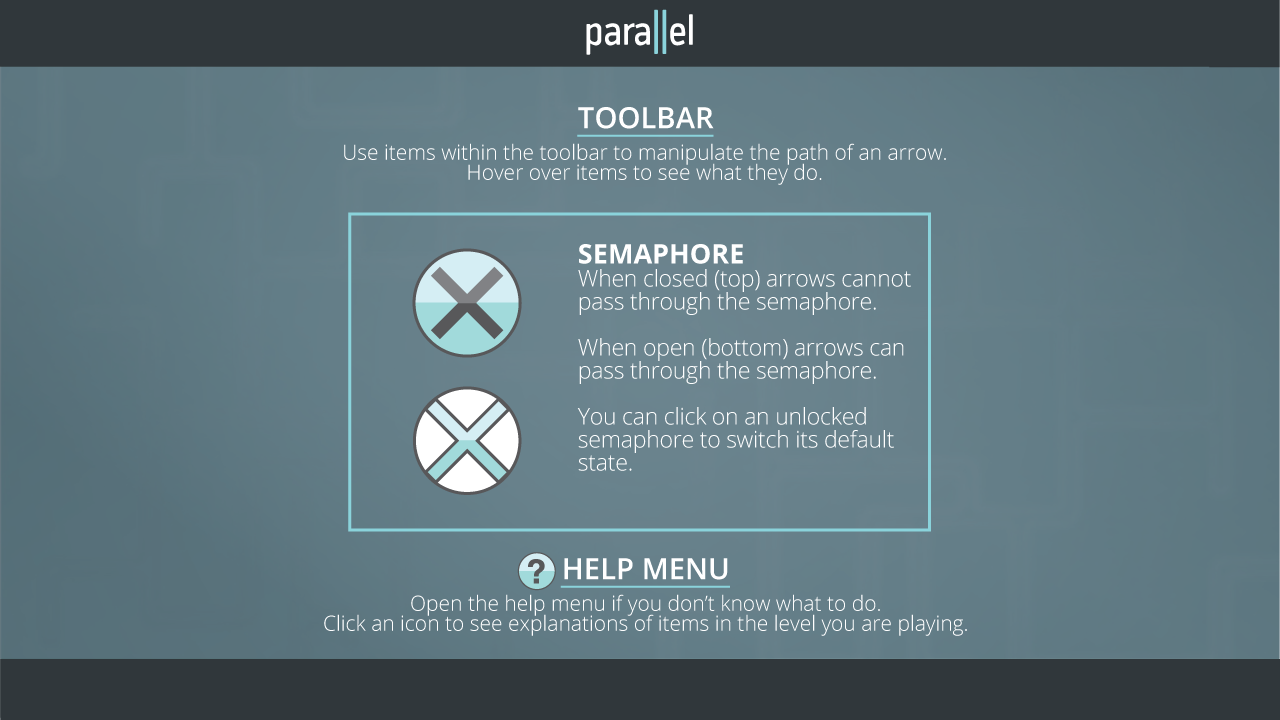 parallel
TOOLBAR
Use items within the toolbar to manipulate the path of an arrow.
Hover over items to see what they do.
SEMAPHORE
When closed (top) arrows cannot
pass through the semaphore.
When open (bottom) arrows can
pass through the semaphore.
You can click on an unlocked
semaphore to switch its default
state.
? HELP MENU
Open the help menu if you don’t know what to do.
Click an icon to see explanations of items in the level you are playing.